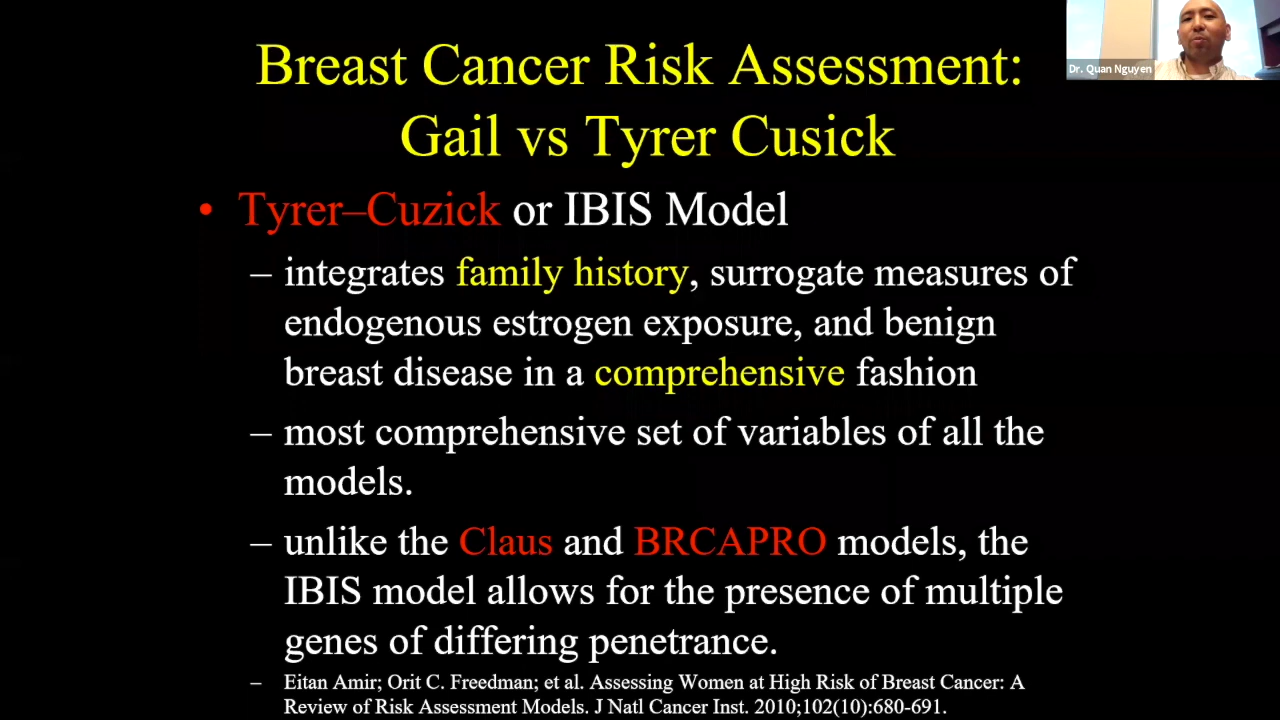 Breast Cancer Risk Assessment:
Gail vs Tyrer Cusick
Dr. Quan Nguyen
• Tyrer–Cuzick or IBIS Model
– integrates family history, surrogate measures of
endogenous estrogen exposure, and benign
breast disease in a comprehensive fashion
– most comprehensive set of variables of all the
models.
– unlike the Claus and BRCAPRO models, the
IBIS model allows for the presence of multiple
genes of differing penetrance.
– Eitan Amir; Orit C. Freedman; et al. Assessing Women at High Risk of Breast Cancer: A
Review of Risk Assessment Models. J Natl Cancer Inst. 2010;102(10):680-691.